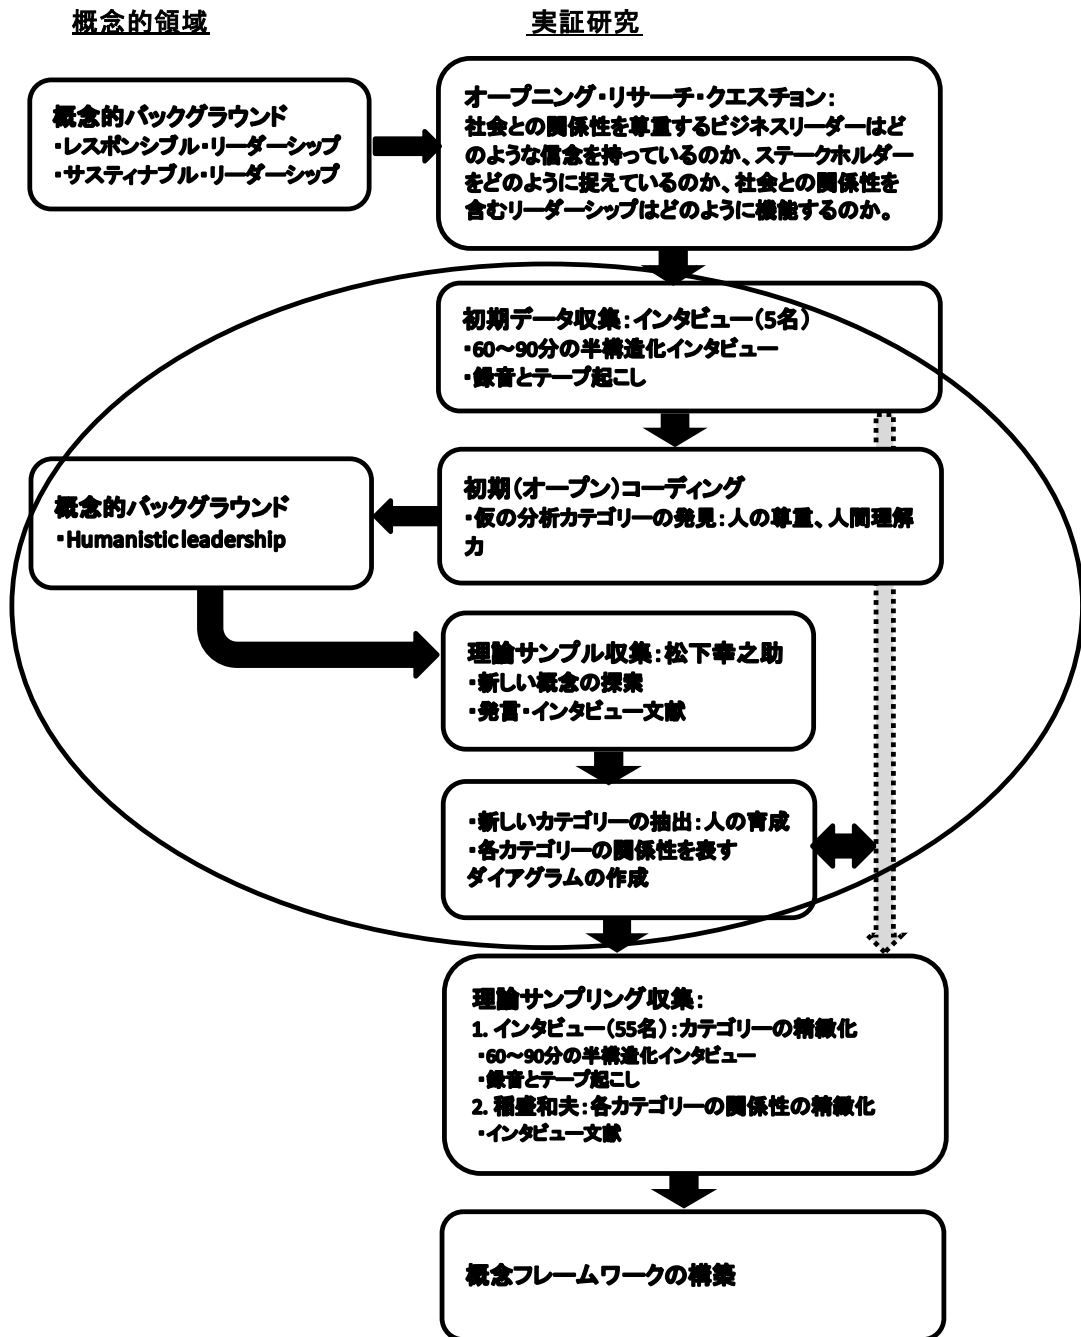 概念的領域
実証研究
概念的バックグラウンド
・レスポンシブル・リーダーシップ
・サスティナブル・リーダーシップ
オープニング・リサーチ・クエスチョン：
社会との関係性を尊重するビジネスリーダーはど
のような信念を持っているのか、ステークホルダー
をどのように捉えているのか、社会との関係性を
含むリーダーシップはどのように機能するのか。
初期データ収集：インタビュー（5名）
・60～90分の半構造化インタビュー
・録音とテープ起こし
初期（オープン）コーディング
・仮の分析カテゴリーの発見：人の尊重、人間理解
力
概念的バックグラウンド
・Humanistic leadership
理論サンプル収集：松下幸之助
・新しい概念の探索
・発言・インタビュー文献
・新しいカテゴリーの抽出：人の育成
・各カテゴリーの関係性を表す
ダイアグラムの作成
理論サンプリング収集：
1. インタビュー（55名）：カテゴリーの精緻化
・60～90分の半構造化インタビュー
・録音とテープ起こし
2. 稲盛和夫：各カテゴリーの関係性の精緻化
・インタビュー文献
概念フレームワークの構築